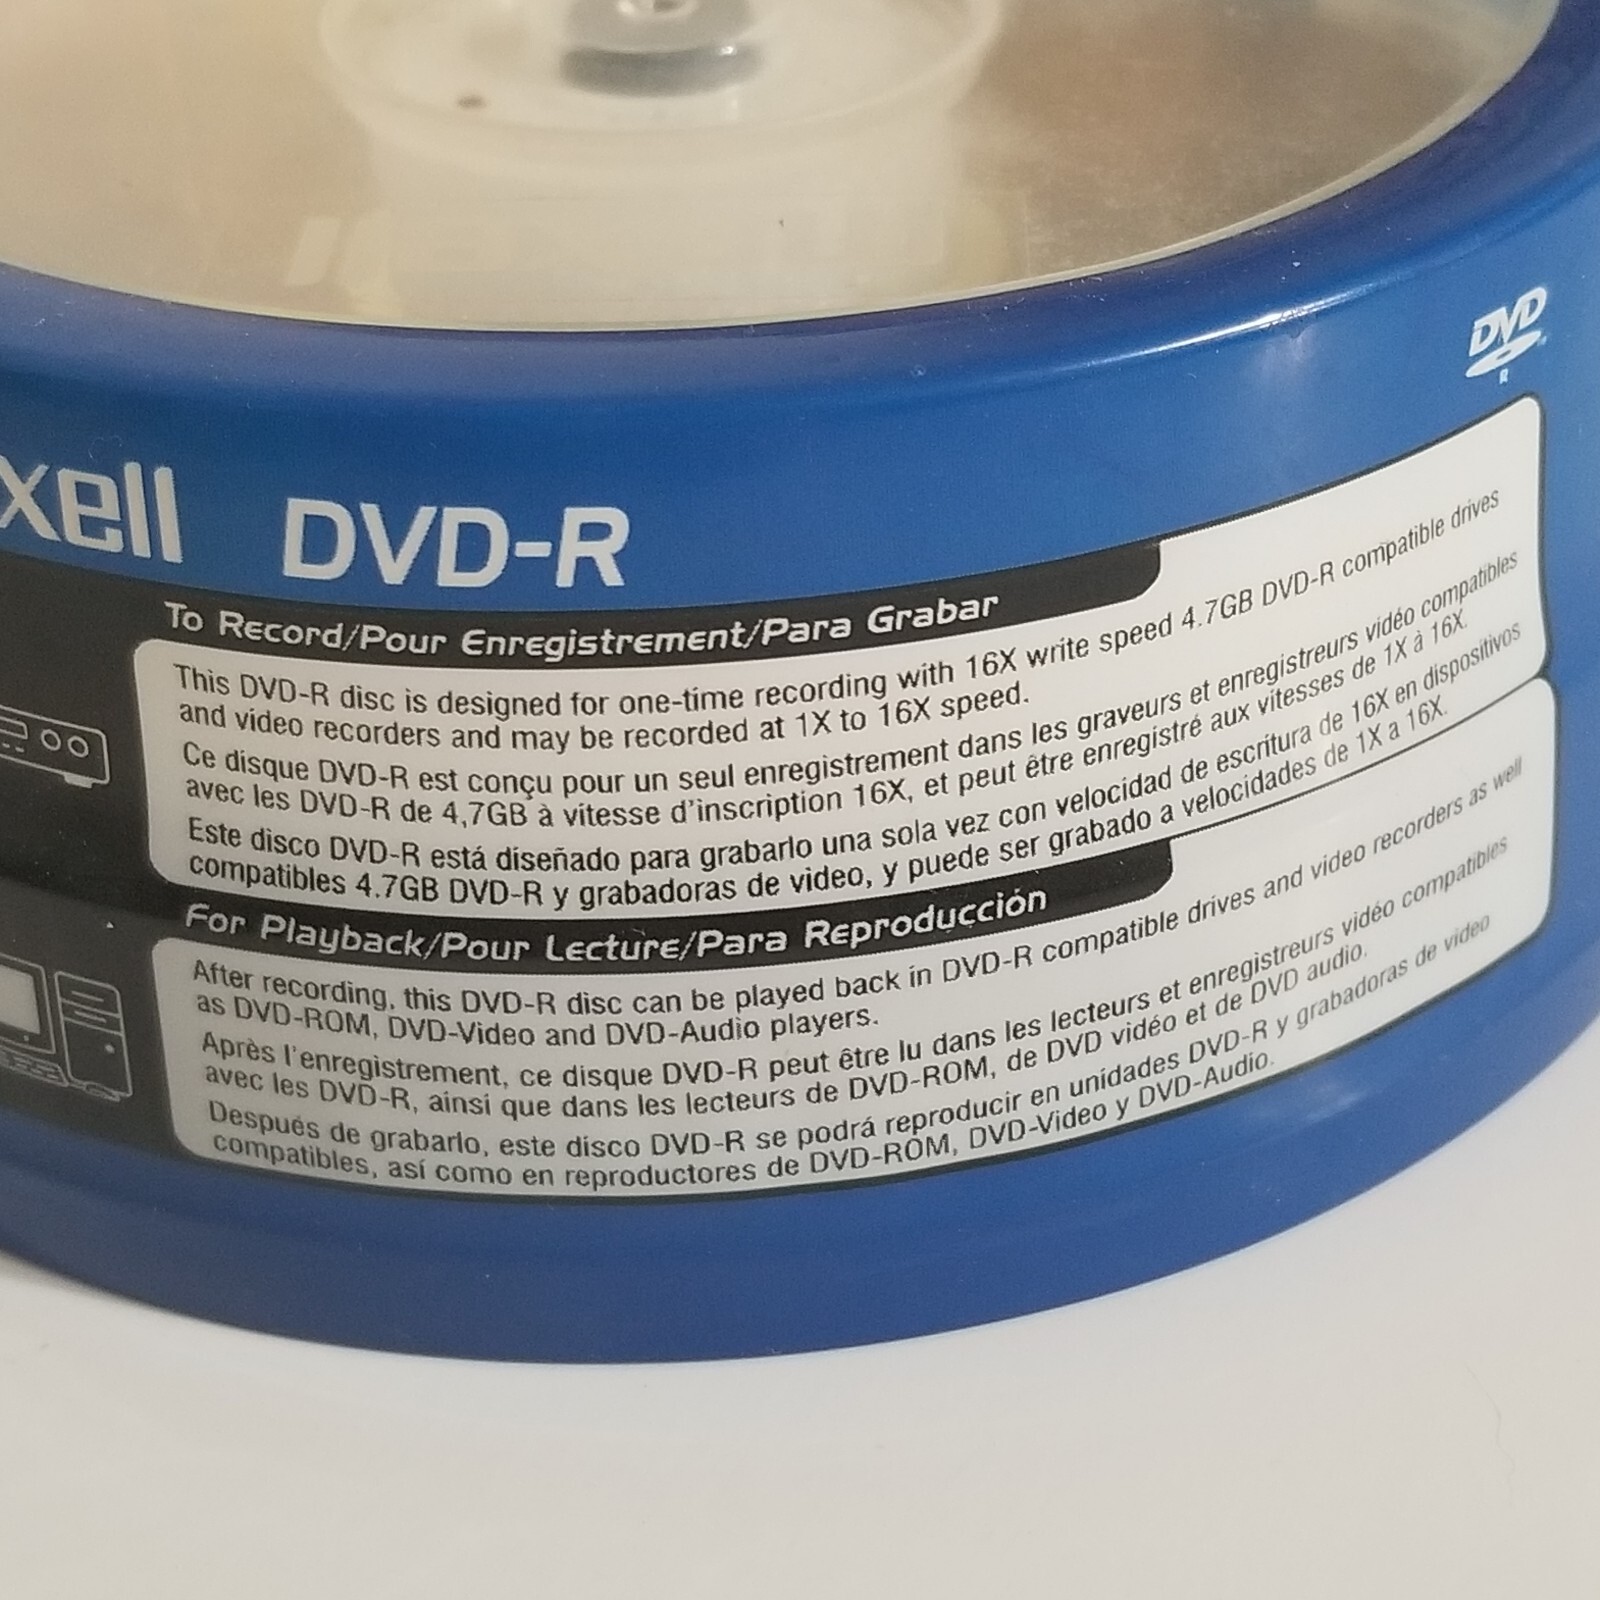 xell DVD-R
DVD
R
To Record/Pour Enregistrement/Para Grabar
This DVD-R disc is designed for one-time recording with 16X write speed 4.7GB DVD-R compatible drives
and video recorders and may be recorded at 1X to 16X speed.
Ce disque DVD-R est conçu pour un seul enregistrement dans les graveurs et enregistreurs vidéo compatibles
avec les DVD-R de 4,7GB à vitesse d'inscription 16X, et peut être enregistré aux vitesses de 1X à 16X.
Este disco DVD-R está diseñado para grabarlo una sola vez con velocidad de escritura de 16X en dispositivos
compatibles 4.7GB DVD-R y grabadoras de video, y puede ser grabado a velocidades de 1X a 16X.
For Playback/Pour Lecture/Para Reproducción
After recording, this DVD-R disc can be played back in DVD-R compatible drives and video recorders as well
as DVD-ROM, DVD-Video and DVD-Audio players.
Après l'enregistrement, ce disque DVD-R peut être lu dans les lecteurs et enregistreurs vidéo compatibles
avec les DVD-R, ainsi que dans les lecteurs de DVD-ROM, de DVD vidéo et de DVD audio.
Después de grabarlo, este disco DVD-R se podrá reproducir en unidades DVD-R y grabadoras de video
compatibles, así como en reproductores de DVD-ROM, DVD-Video y DVD-Audio.